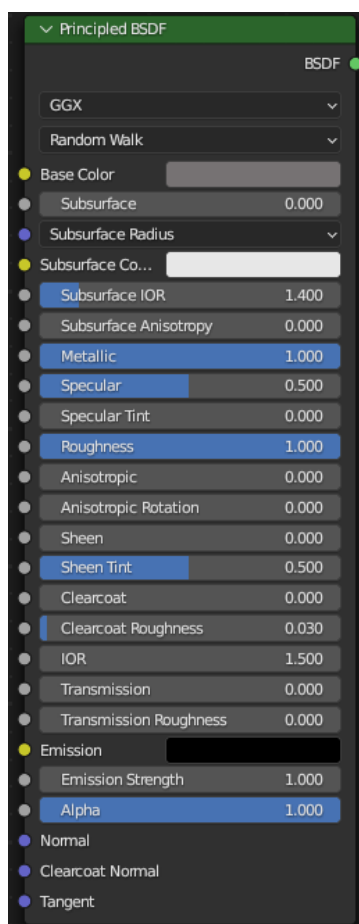 Principled BSDF
BSDF
GGX
Random Walk
Base Color
Subsurface 0.000
Subsurface Radius
Subsurface Co...
Subsurface IOR 1.400
Subsurface Anisotropy 0.000
Metallic 1.000
Specular 0.500
Specular Tint 0.000
Roughness 1.000
Anisotropic 0.000
Anisotropic Rotation 0.000
Sheen 0.000
Sheen Tint 0.500
Clearcoat 0.000
Clearcoat Roughness 0.030
IOR 1.500
Transmission 0.000
Transmission Roughness 0.000
Emission
Emission Strength 1.000
Alpha 1.000
Normal
Clearcoat Normal
Tangent